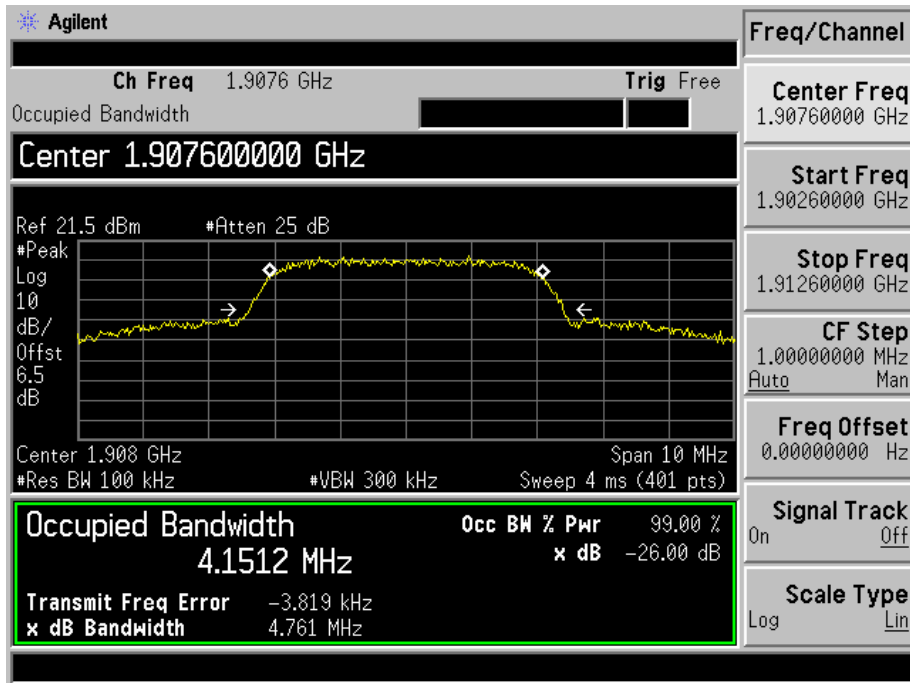 Agilent
Ch Freq 1.9076 GHz Trig Free
Occupied Bandwidth
Center 1.907600000 GHz
Ref 21.5 dBm #Atten 25 dB
#Peak
Log
10
dB/
Offst
6.5
dB
Center 1.908 GHz Span 10 MHz
#Res BW 100 kHz #VBW 300 kHz Sweep 4 ms (401 pts)
Occupied Bandwidth Occ BW % Pwr 99.00 %
4.1512 MHz x dB -26.00 dB
Transmit Freq Error -3.819 kHz
x dB Bandwidth 4.761 MHz
Freq/Channel
Center Freq
1.90760000 GHz
Start Freq
1.90260000 GHz
Stop Freq
1.91260000 GHz
CF Step
1.00000000 MHz
Auto Man
Freq Offset
0.00000000 Hz
Signal Track
On Off
Scale Type
Log Lin